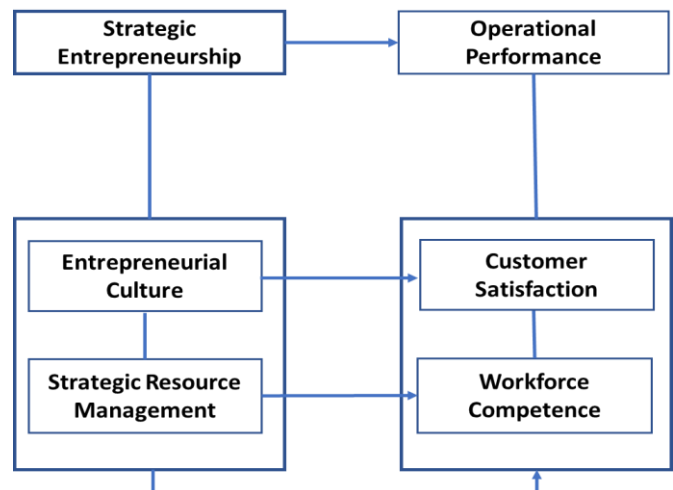 Strategic
Entrepreneurship
Operational
Performance
Entrepreneurial
Culture
Customer
Satisfaction
Strategic Resource
Management
Workforce
Competence